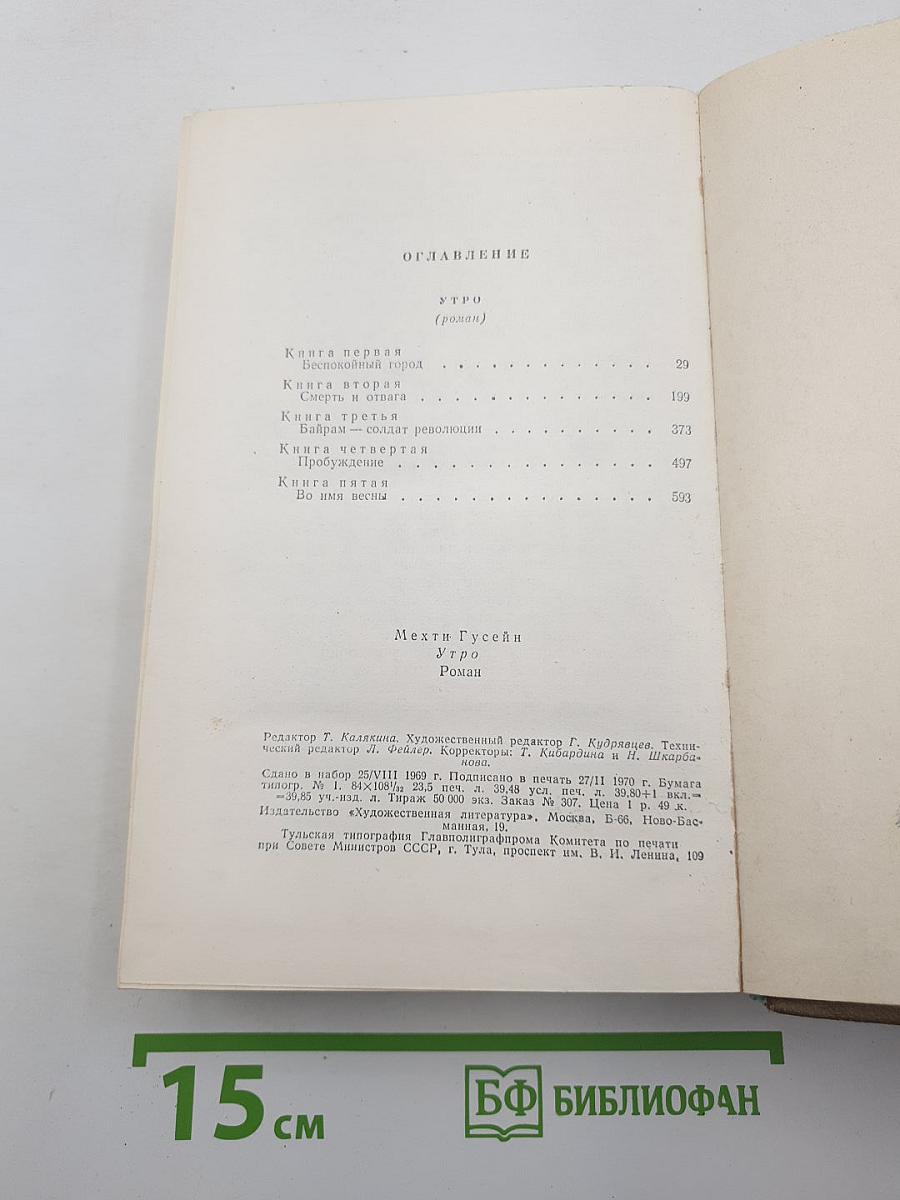 ОГЛАВЛЕНИЕ
УТРО
(роман)
Книга первая
Беспокойный город . . . . . . . . . . . . . 29
Книга вторая
Смерть и отвага . . . . . . . . . . . . . . 199
Книга третья
Байрам — солдат революции . . . . . . . . . . 373
Книга четвертая
Пробуждение . . . . . . . . . . . . . . 497
Книга пятая
Во имя весны . . . . . . . . . . . . . . . 593
Мехти Гусейн
Утро
Роман
Редактор Т. Калякина. Художественный редактор Г. Кудрявцев. Техни-
ческий редактор Л. Фейлер. Корректоры: Т. Кибардина и Н. Шкарба-
нова.
Сдано в набор 25/VIII 1969 г. Подписано в печать 27/II 1970 г. Бумага
типогр. № 1. 84×108¹/₃₂ 23,5 печ. л. 39,48 усл. печ. л. 39,80+1 вкл.=
=39,85 уч.-изд. л. Тираж 50 000 экз. Заказ № 307. Цена 1 р. 49 к.
Издательство «Художественная литература», Москва, Б-66, Ново-Бас-
манная, 19.
Тульская типография Главполиграфпрома Комитета по печати
при Совете Министров СССР, г. Тула, проспект им. В. И. Ленина, 109
15 см
БФ БИБЛИОФАН